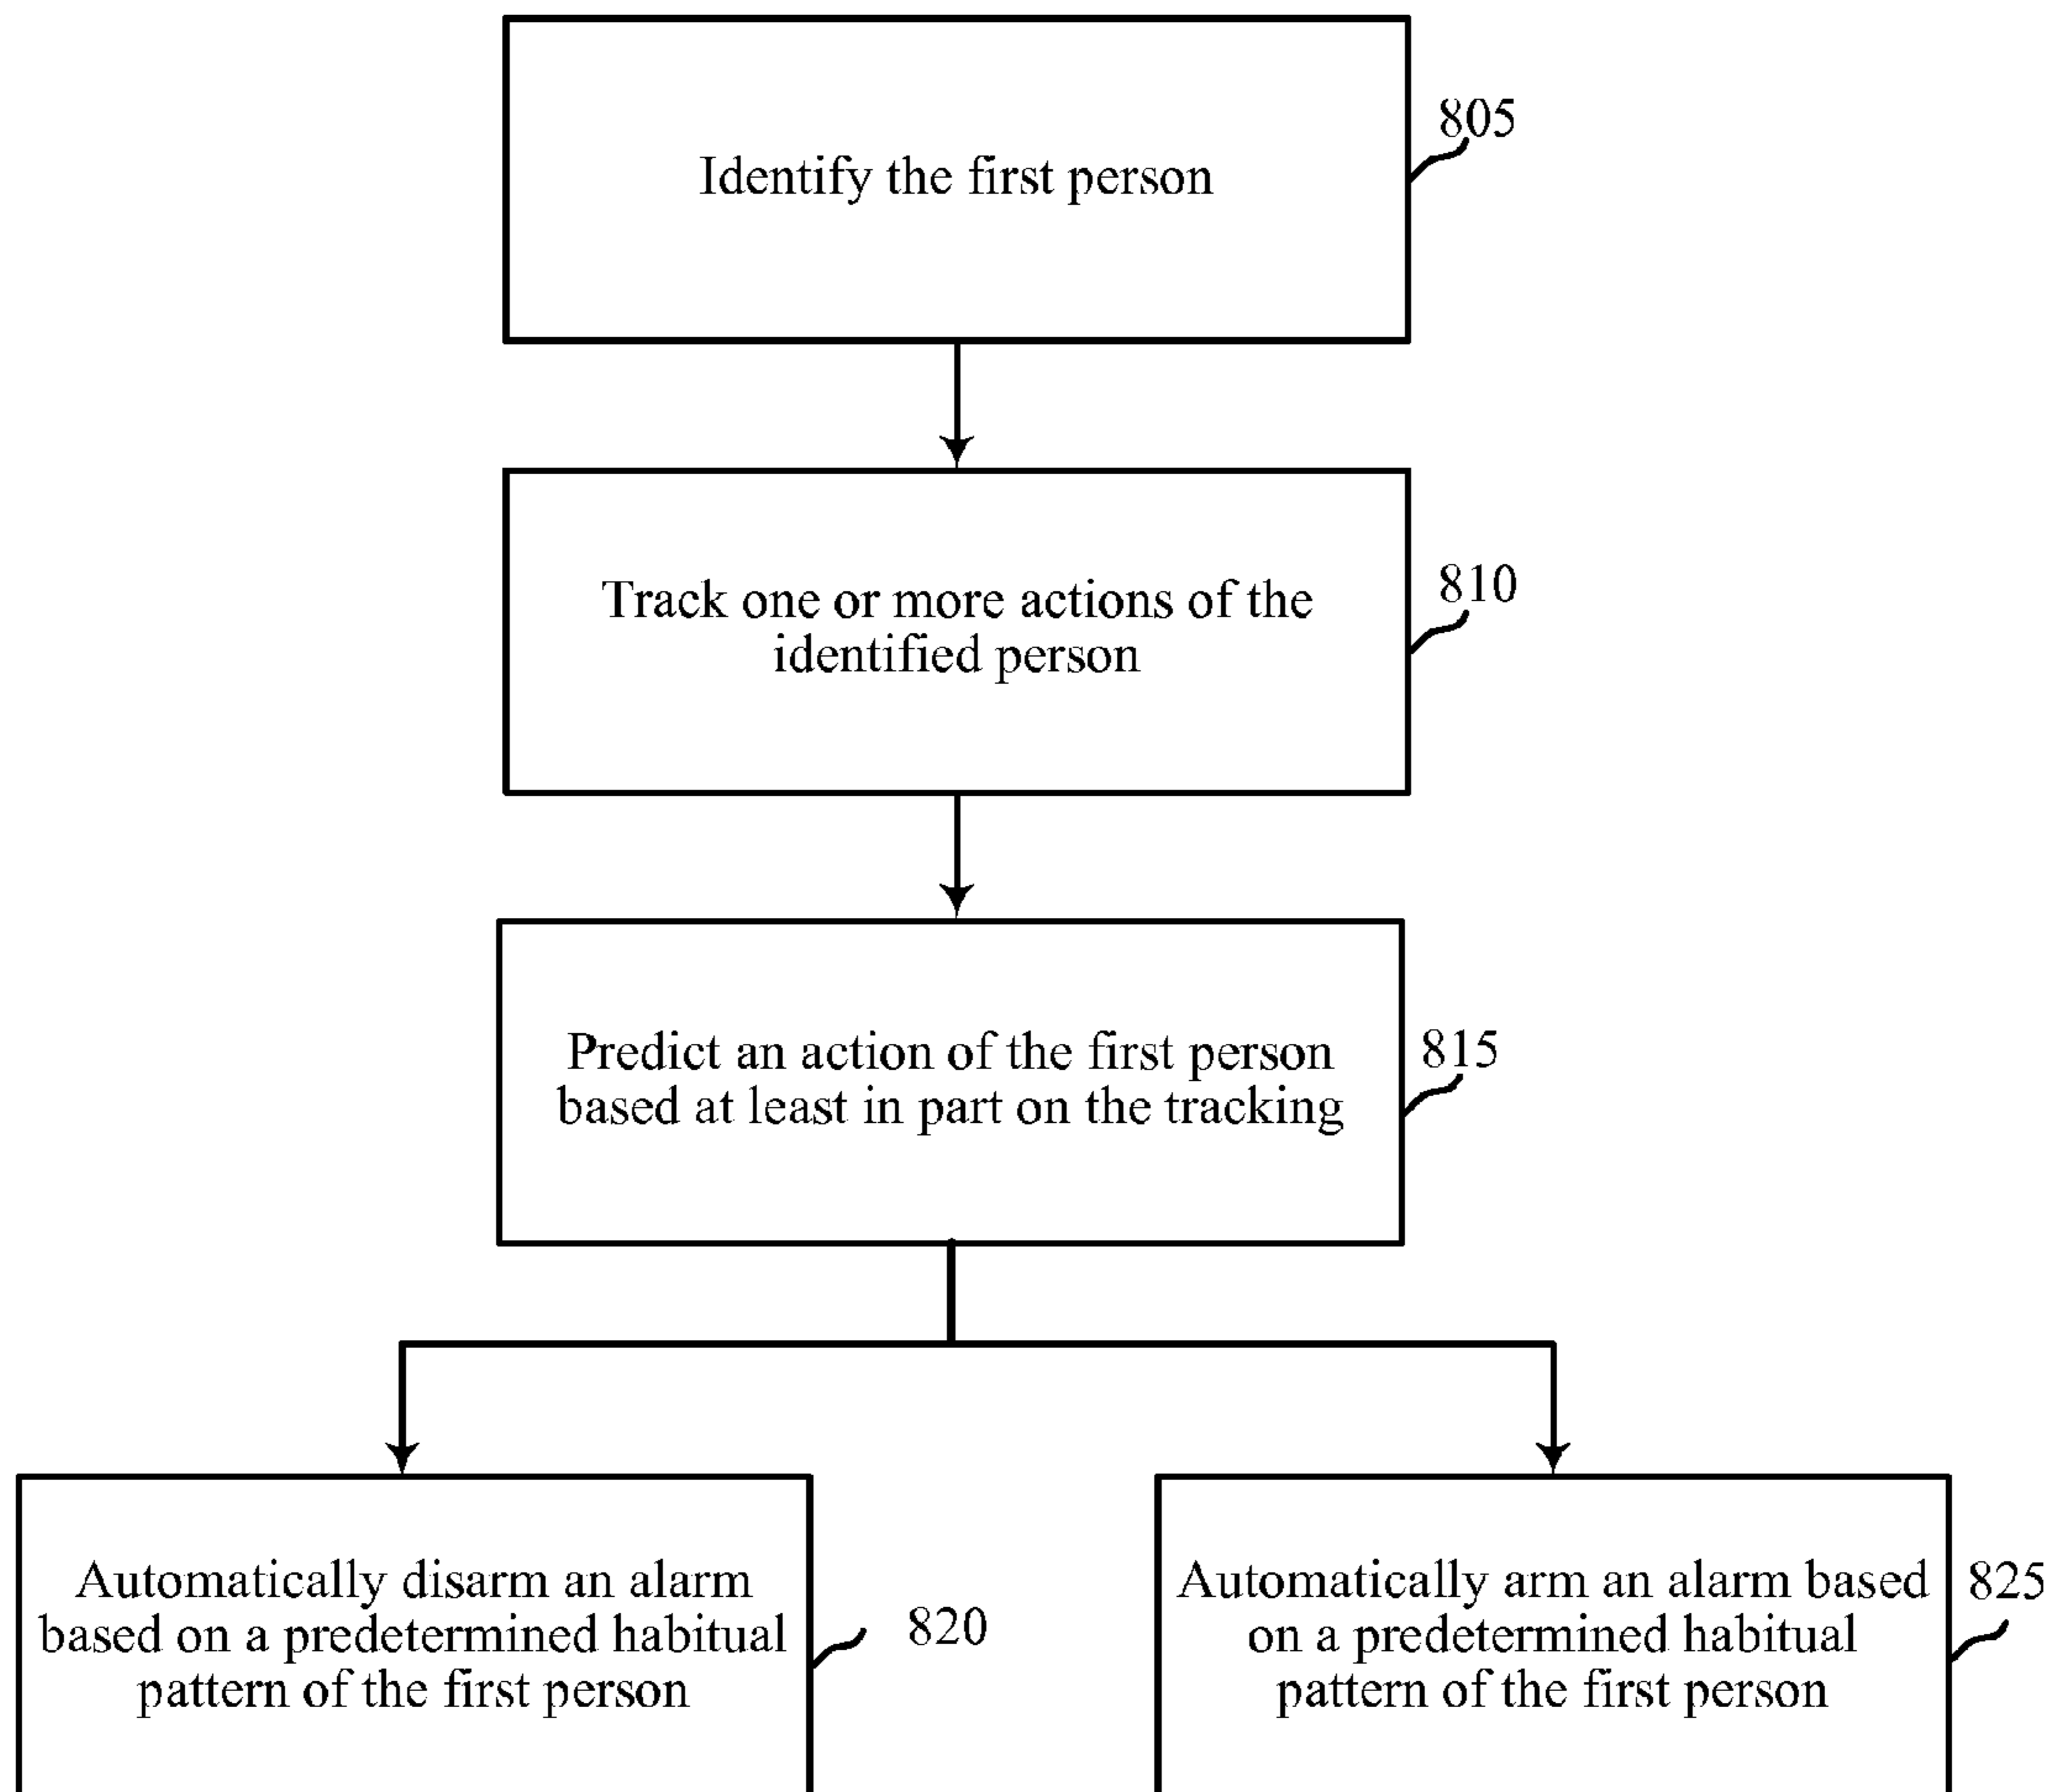 805
Identify the first person
810
Track one or more actions of the
identified person
815
Predict an action of the first person
based at least in part on the tracking
Automatically disarm an alarm
based on a predetermined habitual
pattern of the first person
820
Automatically arm an alarm based
on a predetermined habitual
pattern of the first person
825